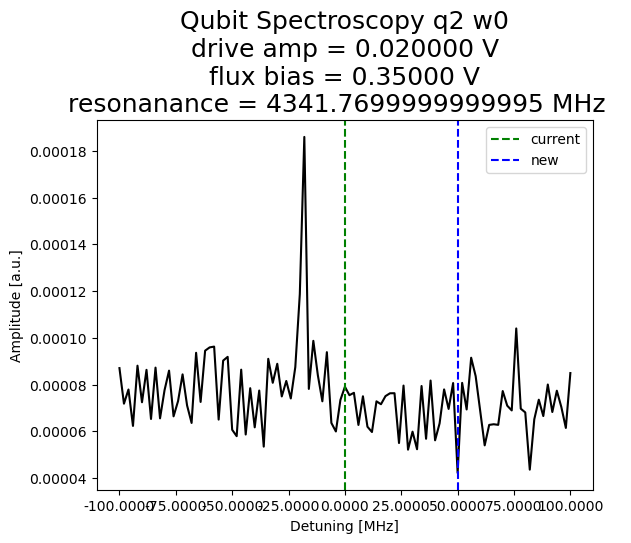 Qubit Spectroscopy q2 w0
drive amp = 0.020000 V
flux bias = 0.35000 V
resonanance = 4341.7699999999995 MHz
current
new
0.00018
0.00016
0.00014
0.00012
0.00010
0.00008
0.00006
0.00004
Amplitude [a.u.]
-100.0000 -75.0000 -50.0000 -25.0000 0.0000 25.0000 50.0000 75.0000 100.0000
Detuning [MHz]